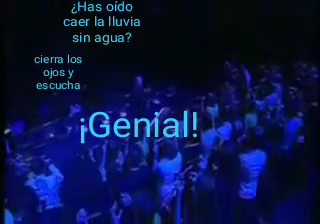 ¿Has oído
caer la lluvia
sin agua?
cierra los
ojos y
escucha
¡Genial!